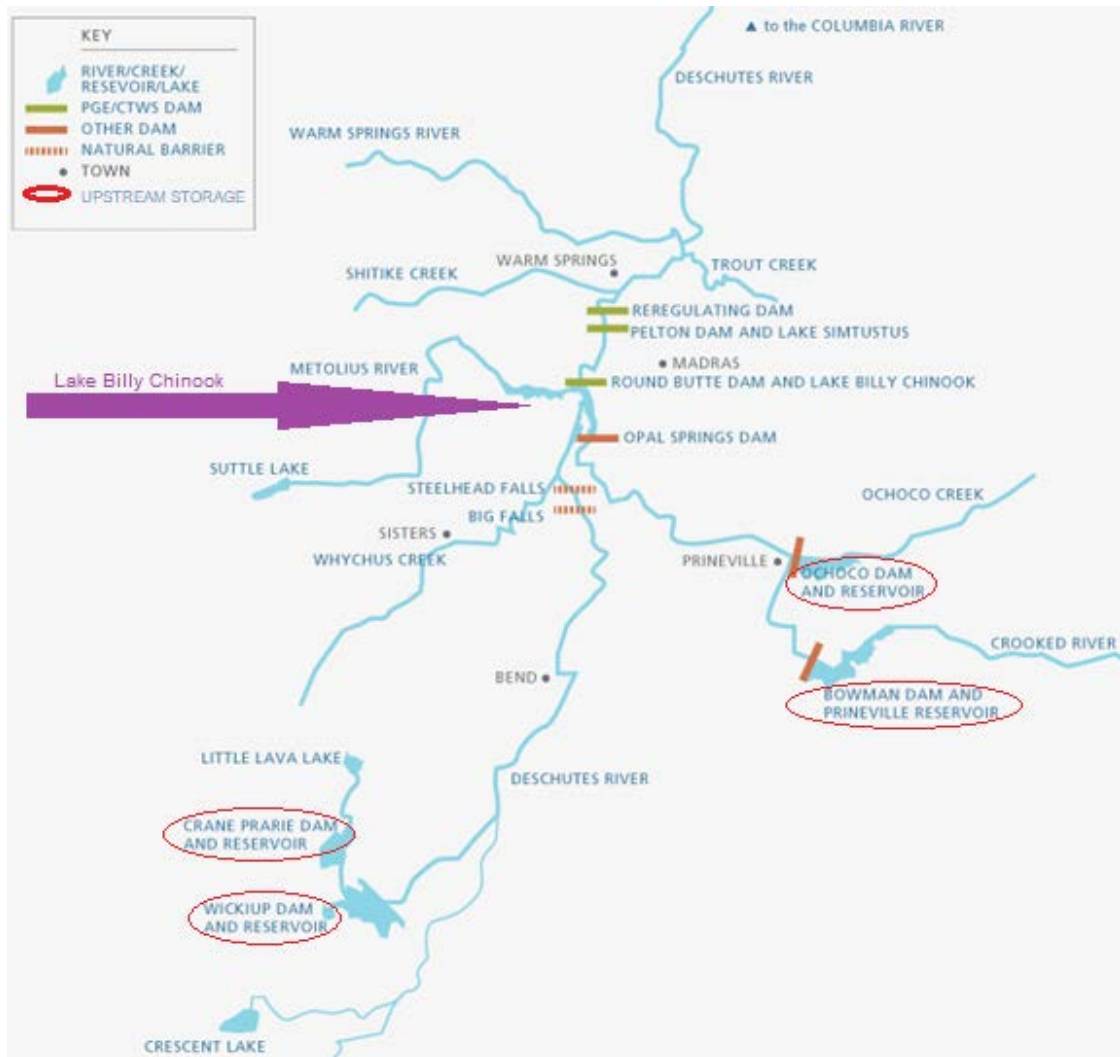 KEY
RIVER/CREEK/
RESEVOIR/LAKE
PGE/CTWS DAM
OTHER DAM
NATURAL BARRIER
TOWN
UPSTREAM STORAGE
▲ to the COLUMBIA RIVER
DESCHUTES RIVER
WARM SPRINGS RIVER
WARM SPRINGS
TROUT CREEK
SHITIKE CREEK
REREGULATING DAM
PELTON DAM AND LAKE SIMTUSTUS
MADRAS
METOLIUS RIVER
Lake Billy Chinook
ROUND BUTTE DAM AND LAKE BILLY CHINOOK
OPAL SPRINGS DAM
SUTTLE LAKE
STEELHEAD FALLS
BIG FALLS
OCHOCO CREEK
SISTERS
WHYCHUS CREEK
PRINEVILLE
OCHOCO DAM
AND RESERVOIR
CROOKED RIVER
BEND
BOWMAN DAM AND
PRINEVILLE RESERVOIR
LITTLE LAVA LAKE
DESCHUTES RIVER
CRANE PRARIE DAM
AND RESERVOIR
WICKIUP DAM
AND RESERVOIR
CRESCENT LAKE